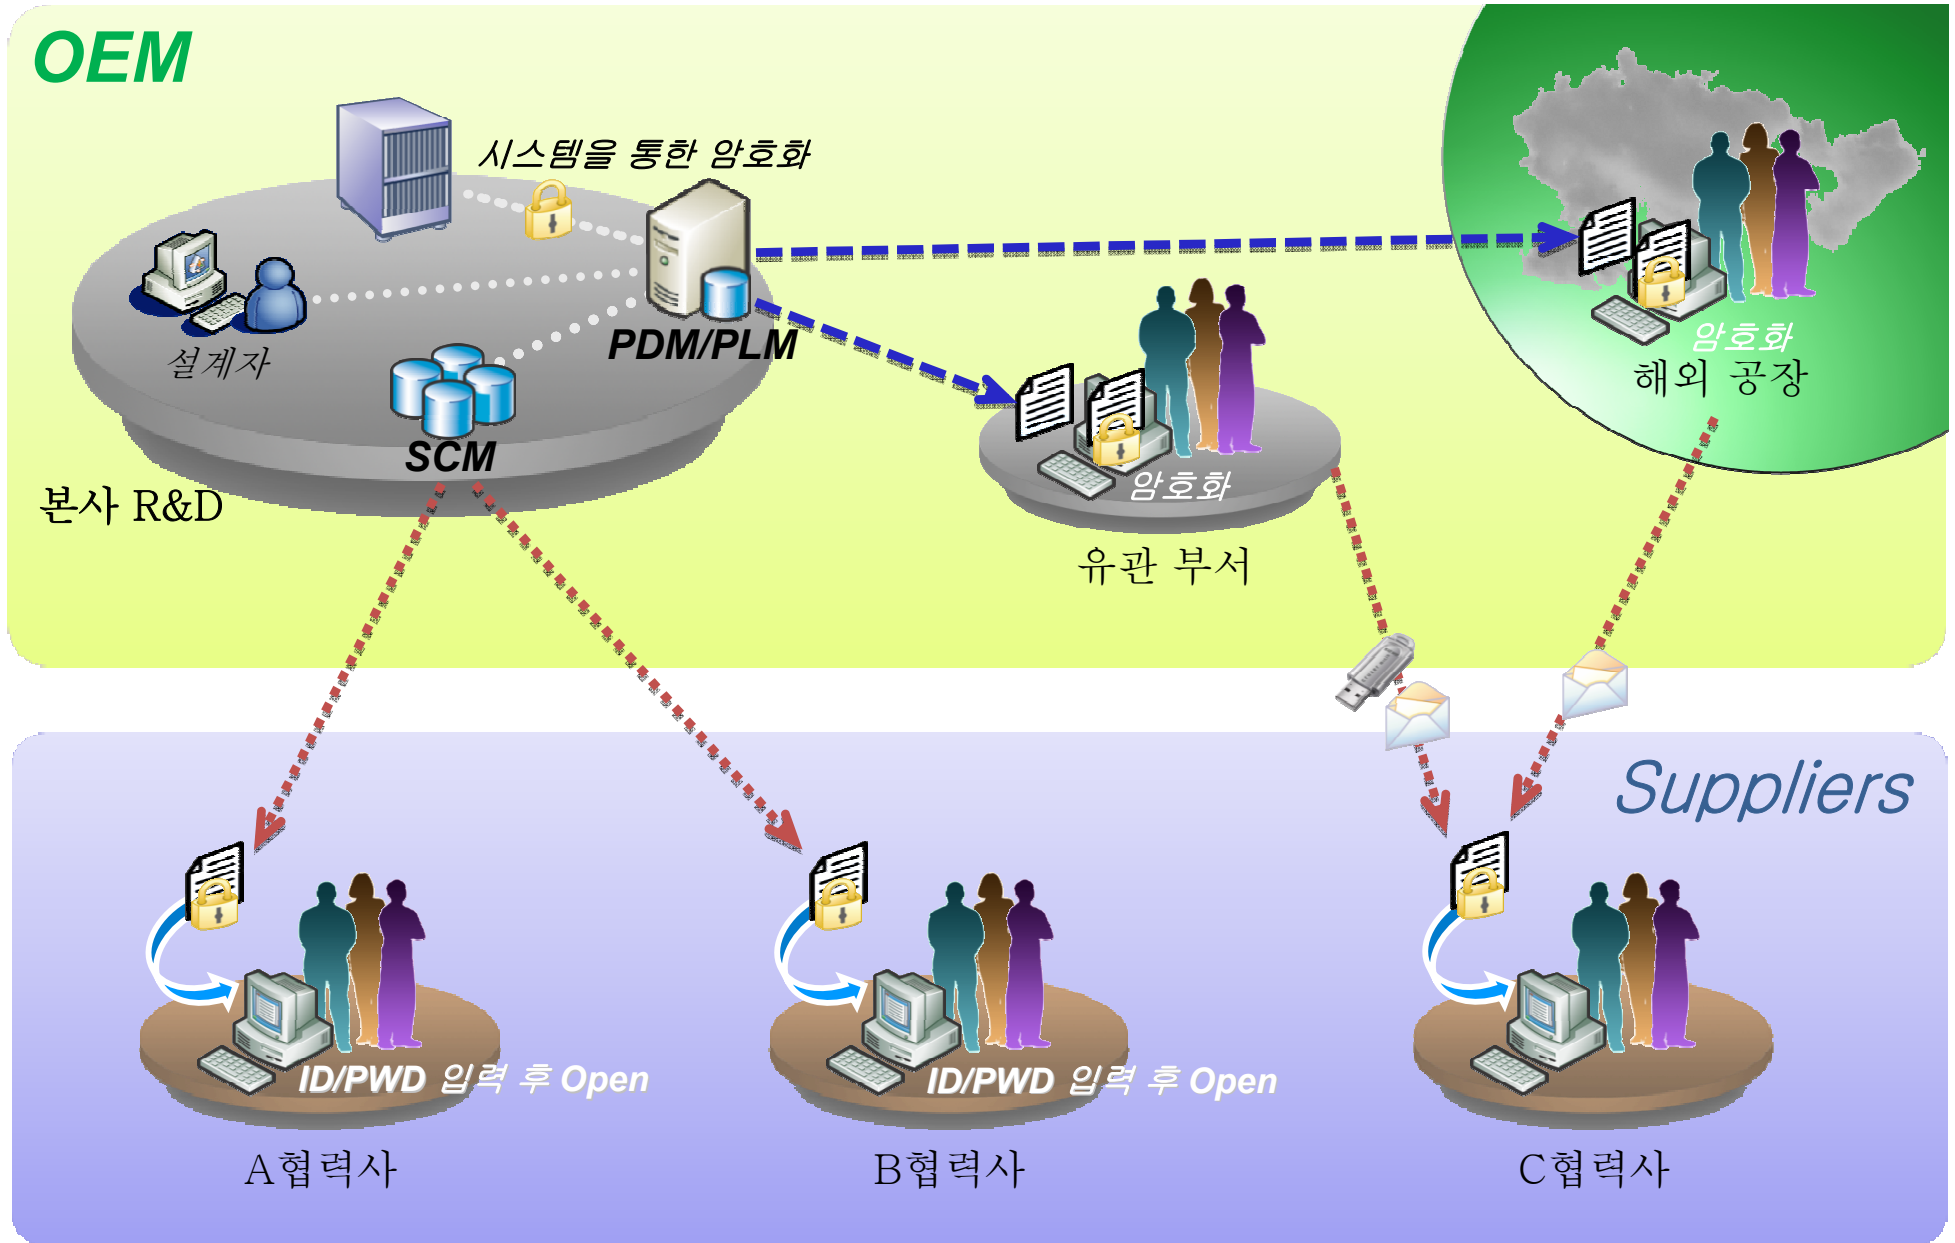 OEM
시스템을 통한 암호화
설계자
PDM/PLM
SCM
본사 R&D
암호화
해외 공장
암호화
유관 부서
Suppliers
ID/PWD 입력 후 Open
ID/PWD 입력 후 Open
A협력사
B협력사
C협력사